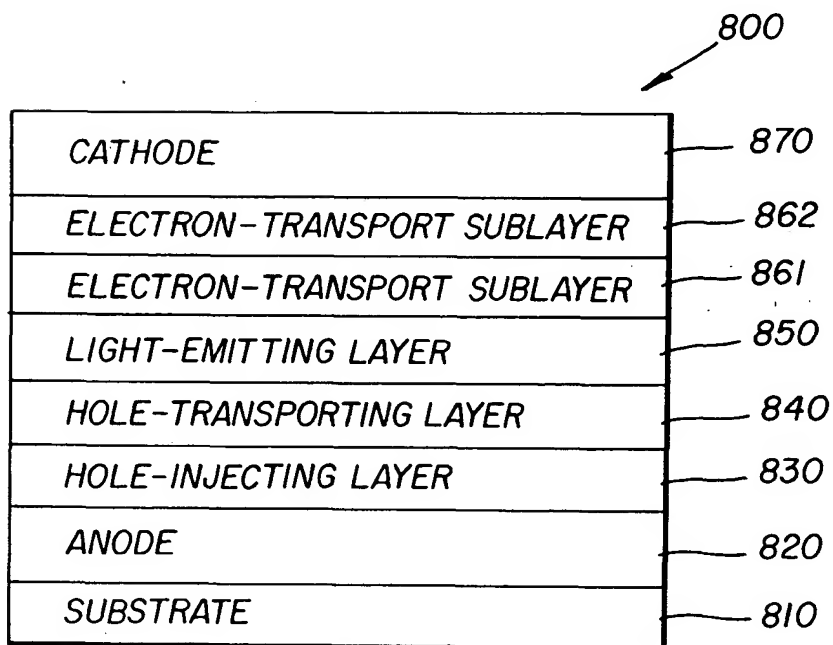 800
CATHODE 870
ELECTRON-TRANSPORT SUBLAYER 862
ELECTRON-TRANSPORT SUBLAYER 861
LIGHT-EMITTING LAYER 850
HOLE-TRANSPORTING LAYER 840
HOLE-INJECTING LAYER 830
ANODE 820
SUBSTRATE 810